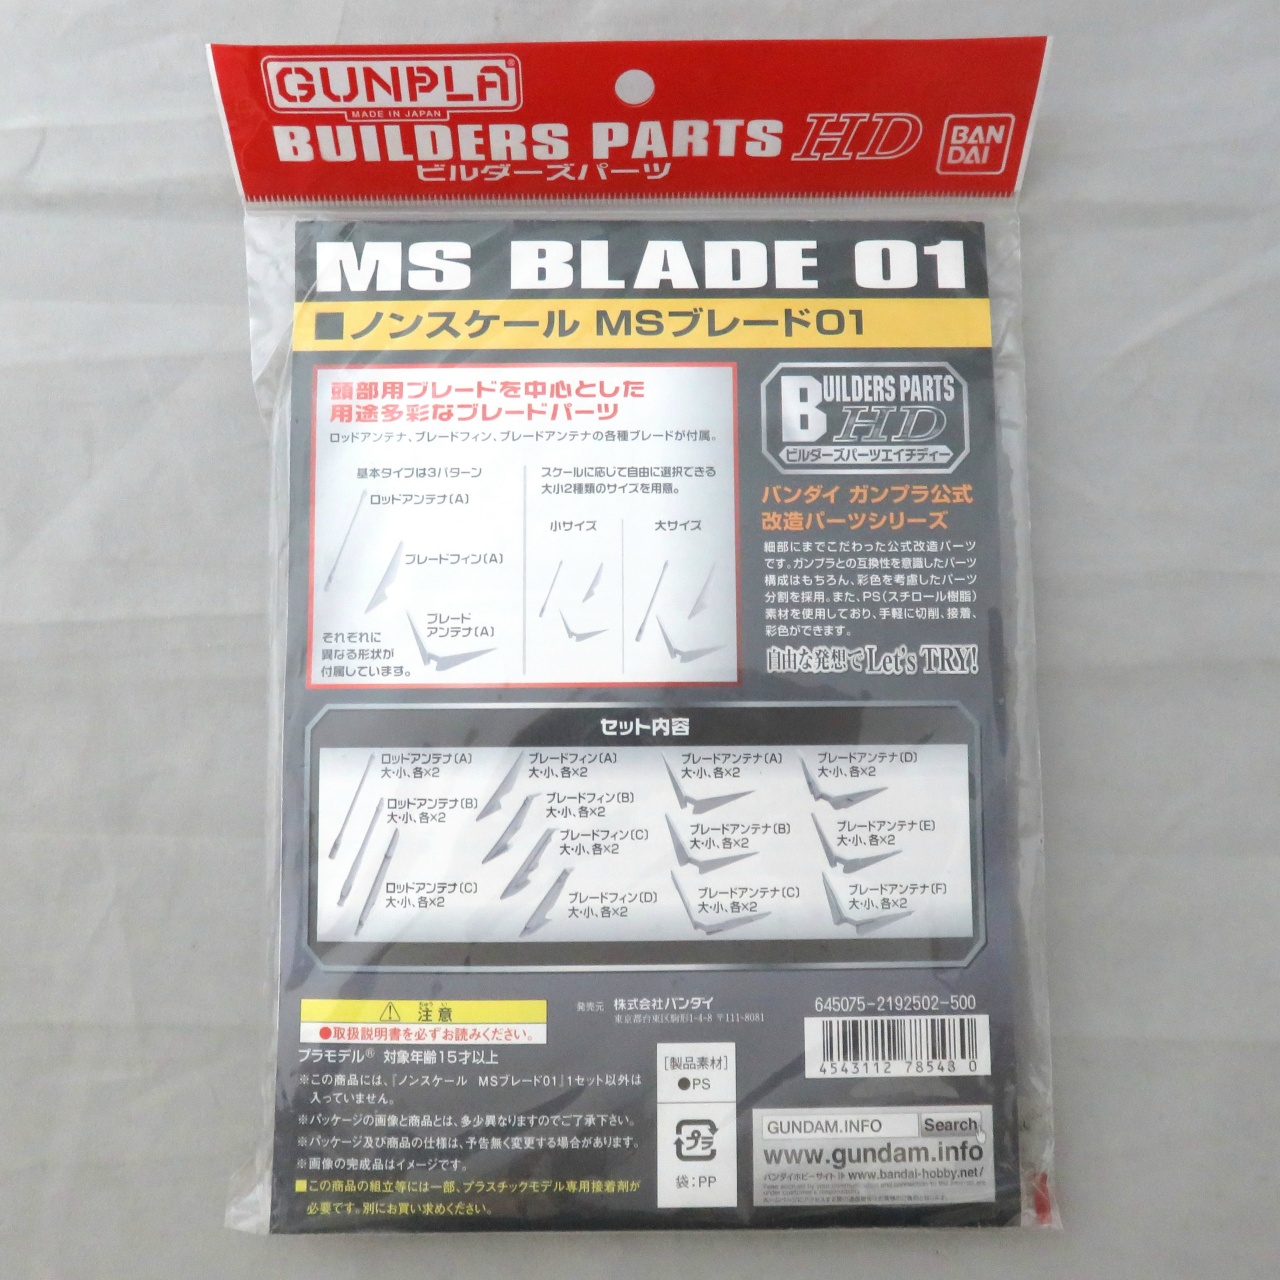 GUNPLA®
MADE IN JAPAN
BUILDERS PARTS HD
ビルダーズパーツ
BAN
DAI
MS BLADE 01
■ノンスケール MSブレード01
頭部用ブレードを中心とした
用途多彩なブレードパーツ
ロッドアンテナ、ブレードフィン、ブレードアンテナの各種ブレードが付属。
基本タイプは3パターン
ロッドアンテナ(A)
ブレードフィン(A)
ブレード
アンテナ(A)
それぞれに
異なる形状が
付属しています。
スケールに応じて自由に選択できる
大小2種類のサイズを用意。
小サイズ
大サイズ
BUILDERS PARTS
HD
ビルダーズパーツエイチディー
バンダイ ガンプラ公式
改造パーツシリーズ
細部にまでこだわった公式改造パーツ
です。ガンプラとの互換性を意識したパーツ
構成はもちろん、彩色を考慮したパーツ
分割を採用。また、PS(スチロール樹脂)
素材を使用しており、手軽に切削、接着、
彩色ができます。
自由な発想でLet's TRY!
セット内容
ロッドアンテナ(A)
大・小、各×2
ロッドアンテナ(B)
大・小、各×2
ロッドアンテナ(C)
大・小、各×2
ブレードフィン(A)
大・小、各×2
ブレードフィン(B)
大・小、各×2
ブレードフィン(C)
大・小、各×2
ブレードフィン(D)
大・小、各×2
ブレードアンテナ(A)
大・小、各×2
ブレードアンテナ(B)
大・小、各×2
ブレードアンテナ(C)
大・小、各×2
ブレードアンテナ(D)
大・小、各×2
ブレードアンテナ(E)
大・小、各×2
ブレードアンテナ(F)
大・小、各×2
注意
●取扱説明書を必ずお読みください。
プラモデル® 対象年齢15才以上
※この商品には、『ノンスケール MSブレード01』1セット以外は
入っていません。
※パッケージの画像と商品とは、多少異なりますのでご了承下さい。
※パッケージ及び商品の仕様は、予告無く変更する場合があります。
※画像の完成品はイメージです。
■この商品の組立等には一部、プラスチックモデル専用接着剤が
必要です。別にお買い求めください。
発売元 株式会社バンダイ
東京都台東区駒形1-4-8 〒111-8081
[製品素材]
●PS
プラ
袋:PP
645075-2192502-500
4543112 78548 0
GUNDAM.INFO Search
www.gundam.info
バンダイホビーサイト www.bandai-hobby.net/